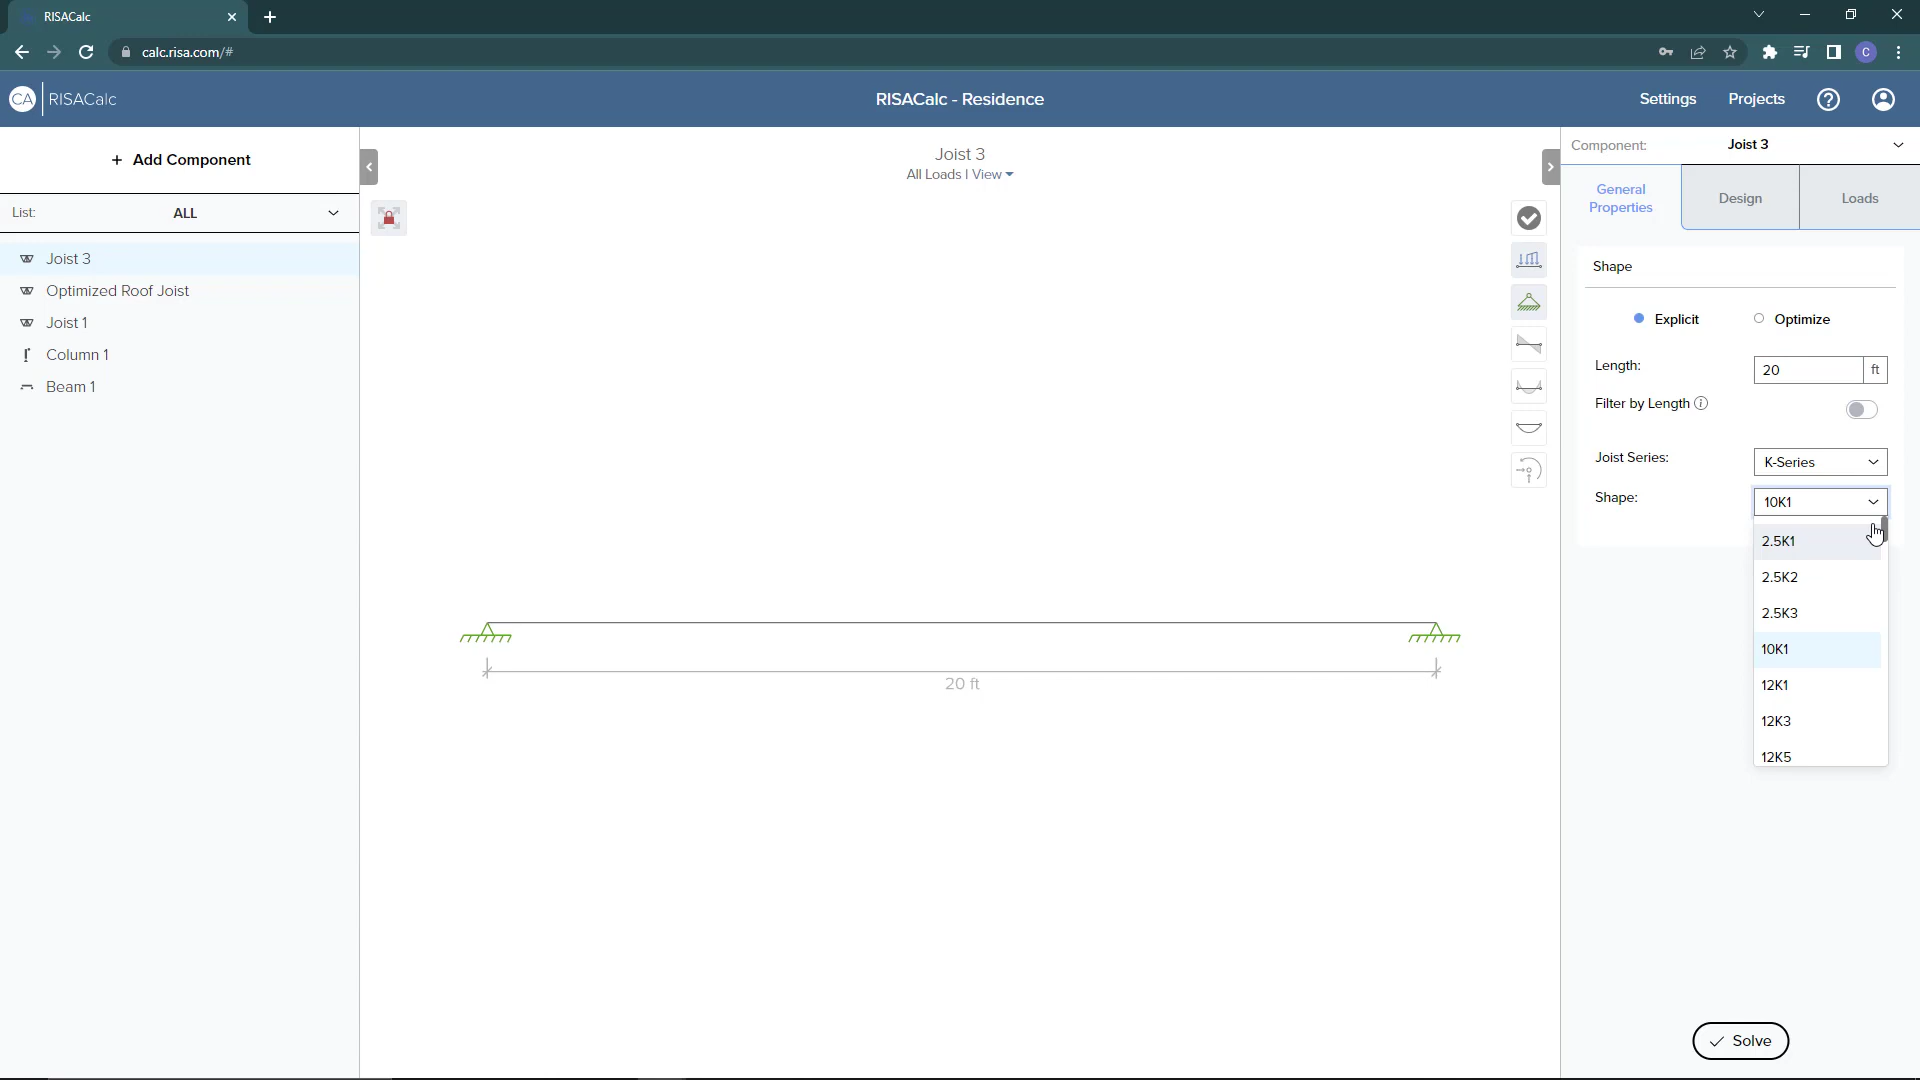 RISACalc
calc.risa.com/#
C
CA RISACalc
RISACalc - Residence
Settings
Projects
?
+ Add Component
List:
ALL
Joist 3
Optimized Roof Joist
Joist 1
Column 1
Beam 1
Joist 3
All Loads | View
20 ft
Component:
Joist 3
General
Properties
Design
Loads
Shape
Explicit
Optimize
Length:
20
ft
Filter by Length
Joist Series:
K-Series
Shape:
10K1
2.5K1
2.5K2
2.5K3
10K1
12K1
12K3
12K5
Solve